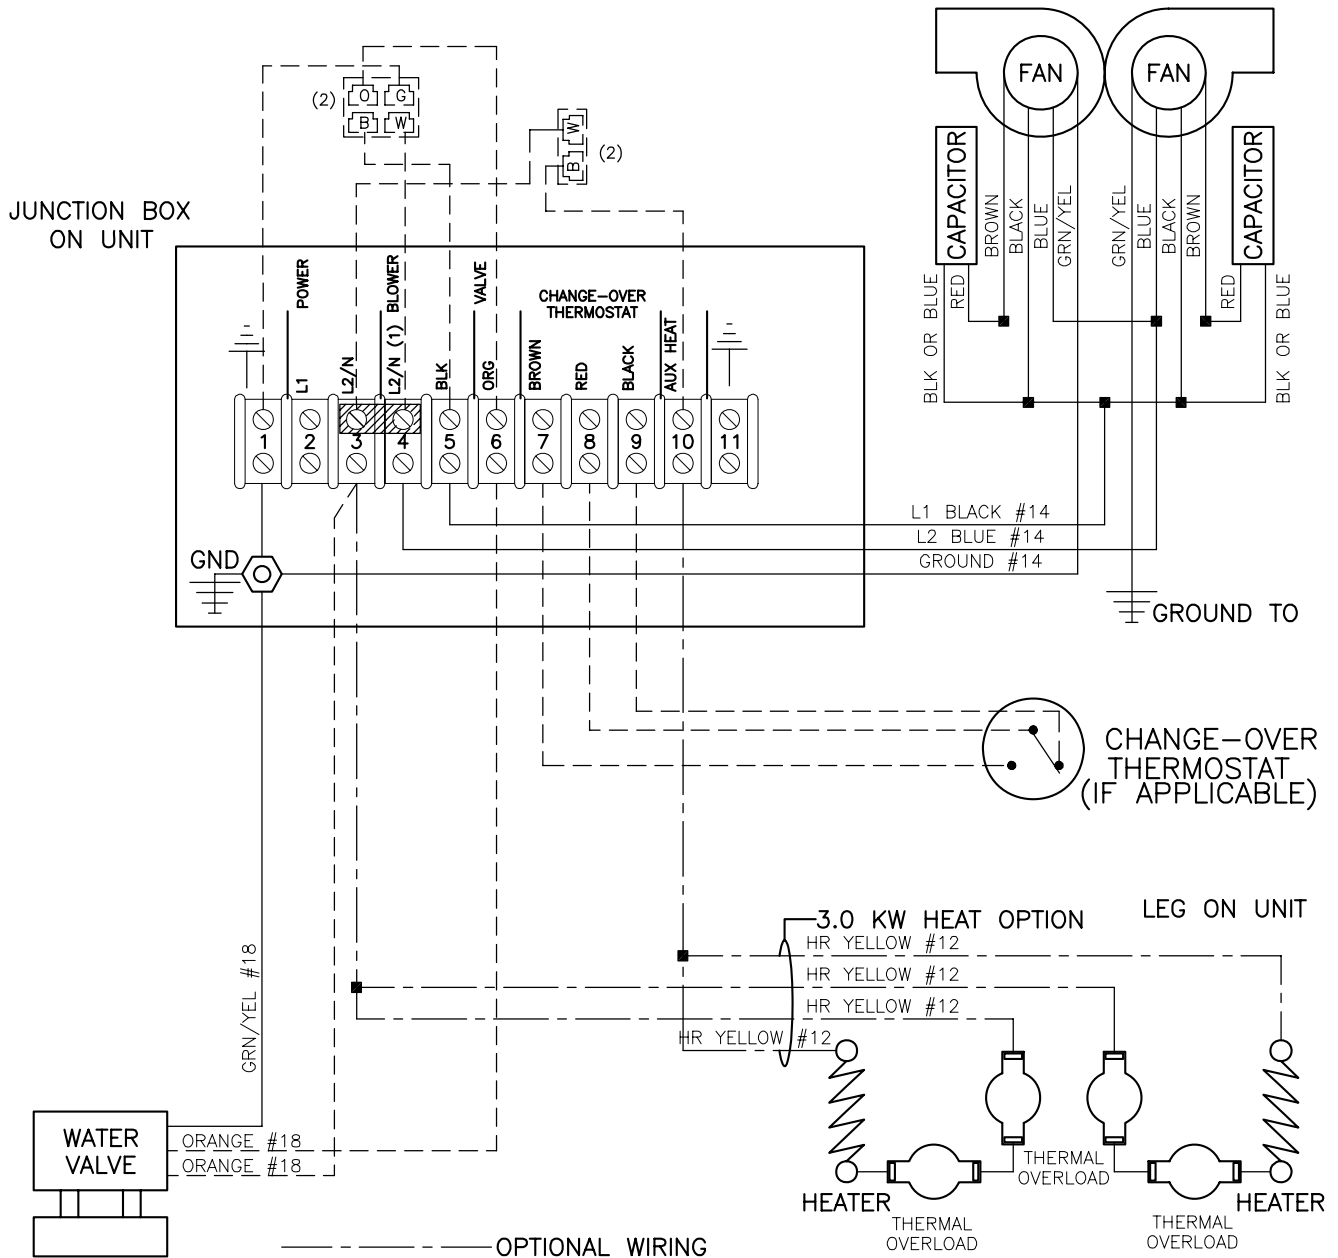 FAN
FAN
(2)
O
G
B
W
W
B
(2)
CAPACITOR
BROWN
BLACK
BLUE
GRN/YEL
GRN/YEL
BLUE
BLACK
BROWN
CAPACITOR
JUNCTION BOX
ON UNIT
BLK OR BLUE
RED
RED
BLK OR BLUE
POWER
BLOWER
VALVE
CHANGE-OVER
THERMOSTAT
L1
L2/N
L2/N (1)
BLK
ORG
BROWN
RED
BLACK
AUX HEAT
1
2
3
4
5
6
7
8
9
10
11
L1 BLACK #14
L2 BLUE #14
GROUND #14
GND
GROUND TO
CHANGE-OVER
THERMOSTAT
(IF APPLICABLE)
3.0 KW HEAT OPTION
LEG ON UNIT
HR YELLOW #12
HR YELLOW #12
HR YELLOW #12
HR YELLOW #12
GRN/YEL #18
WATER
VALVE
ORANGE #18
ORANGE #18
THERMAL
OVERLOAD
HEATER
HEATER
THERMAL
OVERLOAD
THERMAL
OVERLOAD
OPTIONAL WIRING